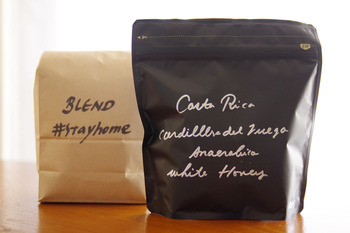 BLEND
#stayhome
Costa Rica
Cordillera del Fuego
Anaerobico
White Honey